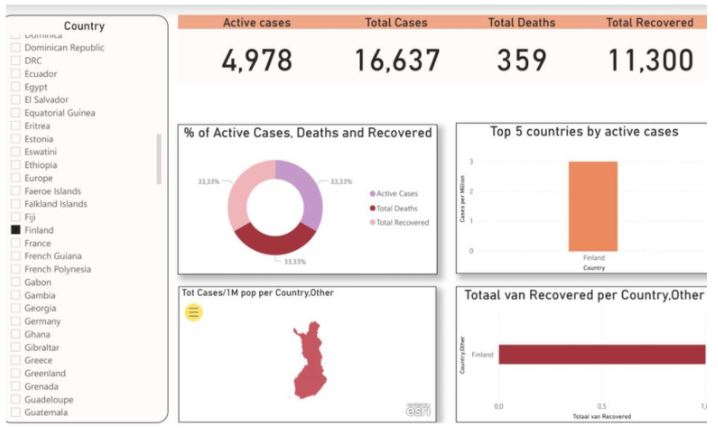 Country
Dominica
Dominican Republic
DRC
Ecuador
Egypt
El Salvador
Equatorial Guinea
Eritrea
Estonia
Eswatini
Ethiopia
Europe
Faeroe Islands
Falkland Islands
Fiji
Finland
France
French Guiana
French Polynesia
Gabon
Gambia
Georgia
Germany
Ghana
Gibraltar
Greece
Greenland
Grenada
Guadeloupe
Guatemala
Active cases
Total Cases
Total Deaths
Total Recovered
4,978
16,637
359
11,300
% of Active Cases, Deaths and Recovered
33,33%
33,33%
33,33%
Active Cases
Total Deaths
Total Recovered
Top 5 countries by active cases
Cases per Million
3
2
1
0
Finland
Country
Tot Cases/1M pop per Country,Other
esri
Totaal van Recovered per Country,Other
Country,Other
Finland
0,0
0,5
1,
Totaal van Recovered